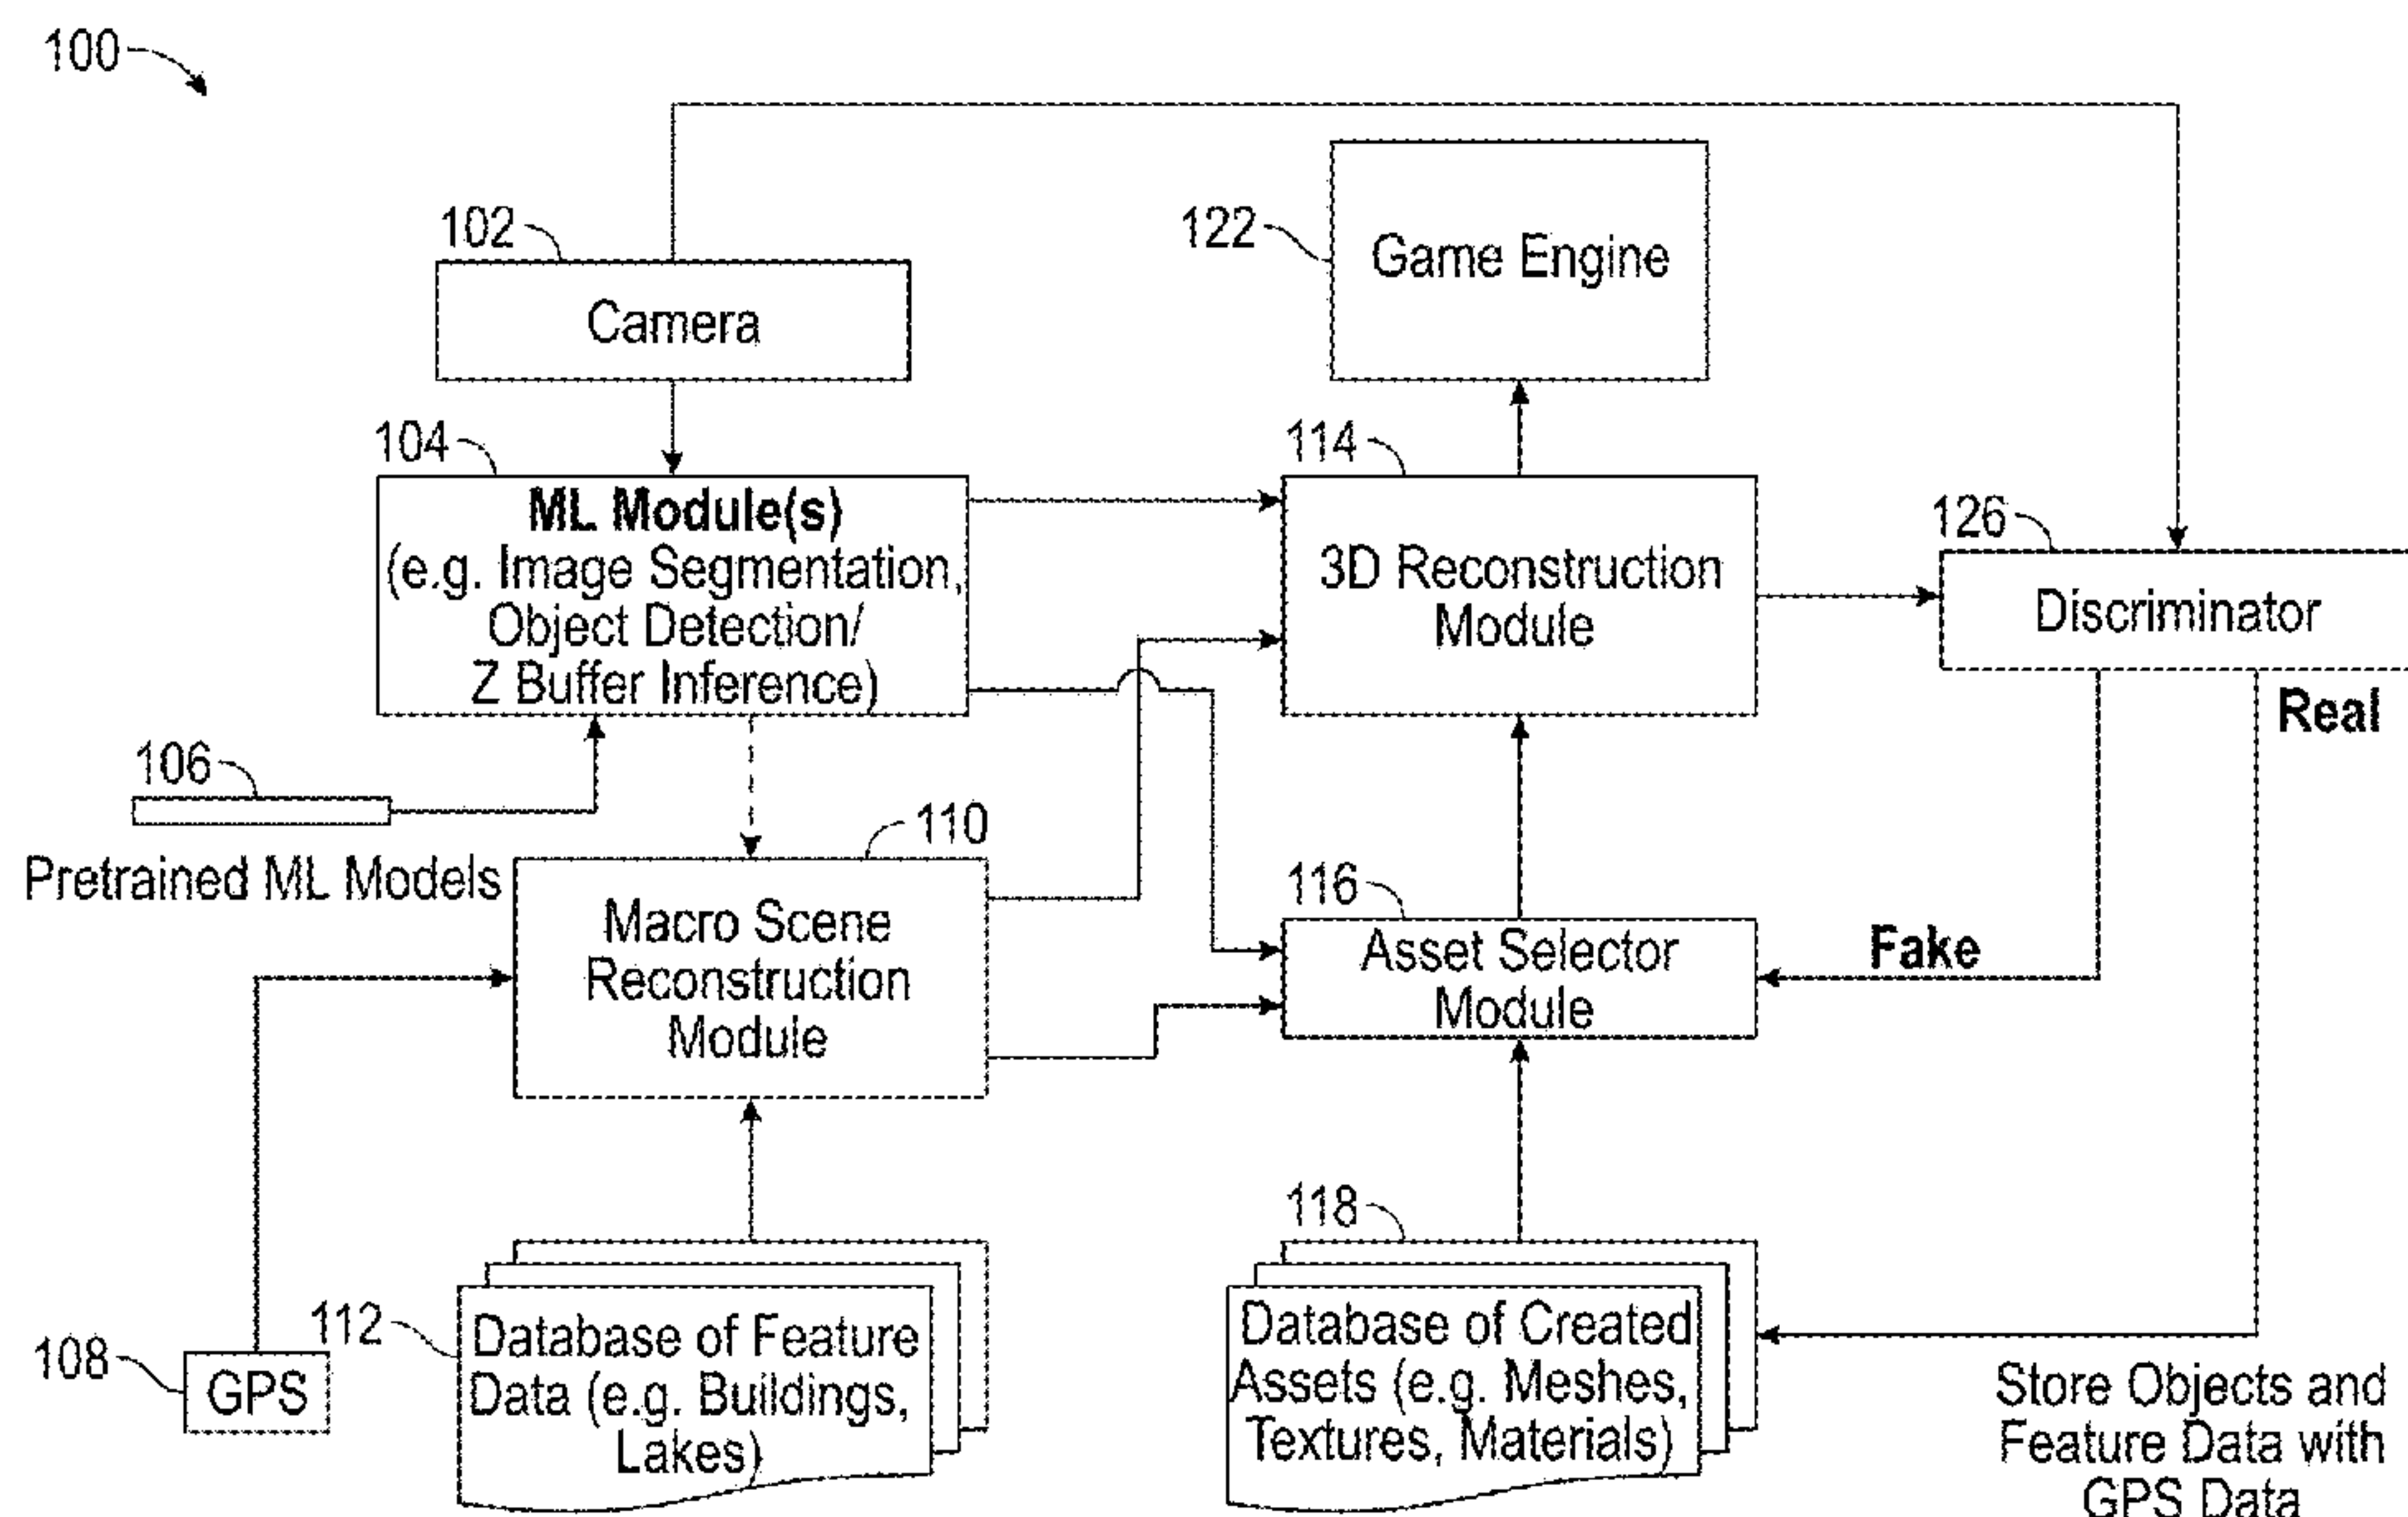 100
102
Camera
122
Game Engine
104
ML Module(s)
(e.g. Image Segmentation,
Object Detection/
Z Buffer Inference)
114
3D Reconstruction
Module
126
Discriminator
Real
106
Pretrained ML Models
110
Macro Scene
Reconstruction
Module
116
Asset Selector
Module
Fake
108
GPS
112
Database of Feature
Data (e.g. Buildings,
Lakes)
118
Database of Created
Assets (e.g. Meshes,
Textures, Materials)
Store Objects and
Feature Data with
GPS Data